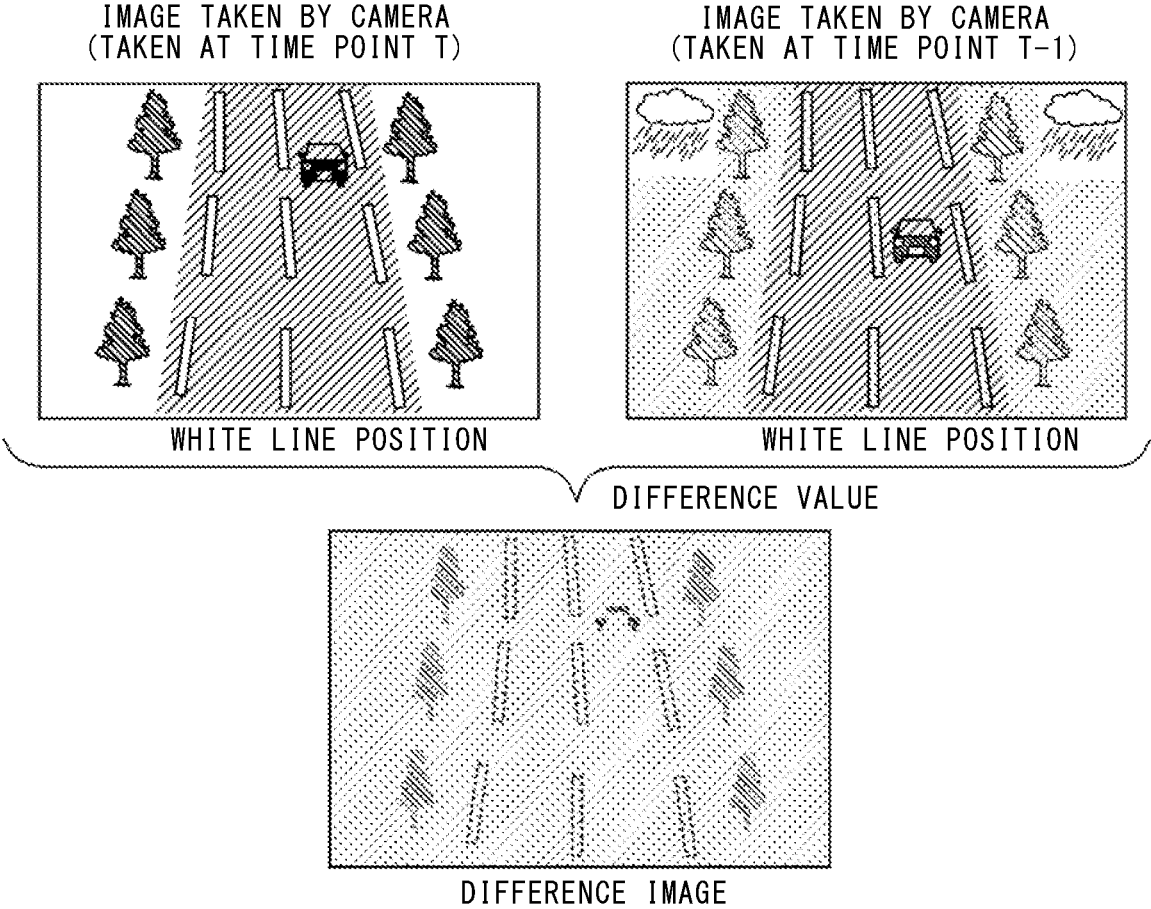 IMAGE TAKEN BY CAMERA
(TAKEN AT TIME POINT T)
IMAGE TAKEN BY CAMERA
(TAKEN AT TIME POINT T-1)
WHITE LINE POSITION
WHITE LINE POSITION
DIFFERENCE VALUE
DIFFERENCE IMAGE